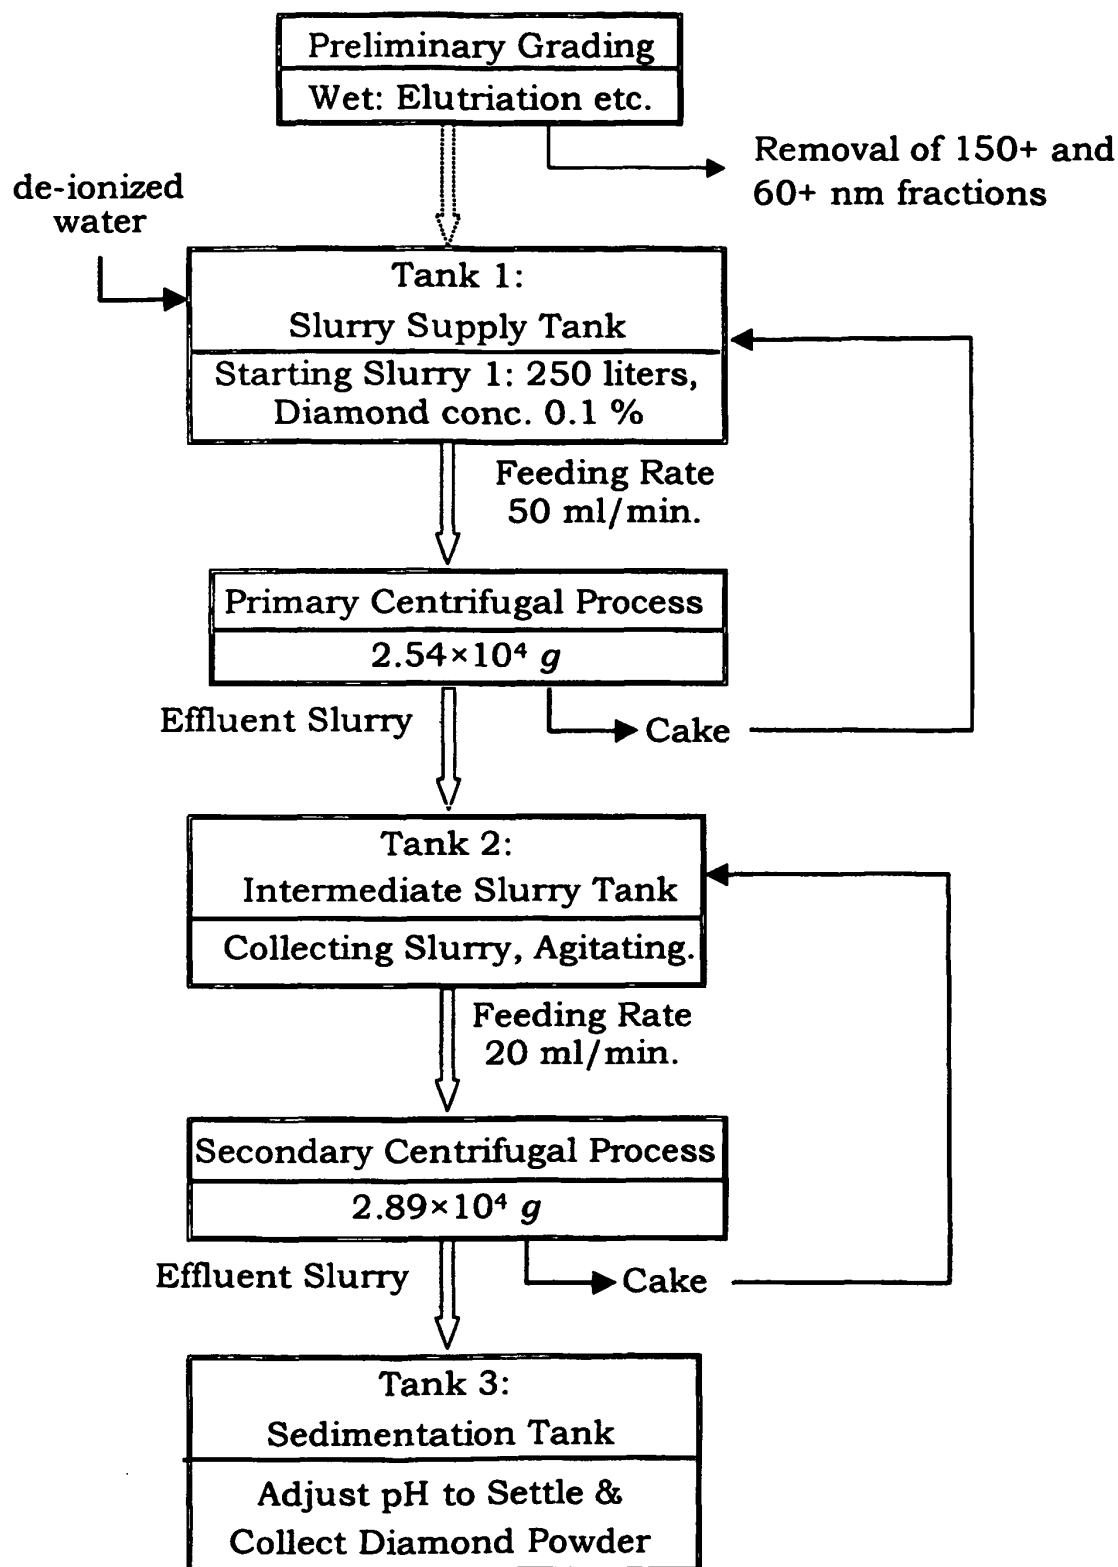 Preliminary Grading
Wet: Elutriation etc.
Removal of 150+ and
60+ nm fractions
de-ionized
water
Tank 1:
Slurry Supply Tank
Starting Slurry 1: 250 liters,
Diamond conc. 0.1 %
Feeding Rate
50 ml/min.
Primary Centrifugal Process
2.54×10⁴ g
Effluent Slurry
Cake
Tank 2:
Intermediate Slurry Tank
Collecting Slurry, Agitating.
Feeding Rate
20 ml/min.
Secondary Centrifugal Process
2.89×10⁴ g
Effluent Slurry
Cake
Tank 3:
Sedimentation Tank
Adjust pH to Settle &
Collect Diamond Powder